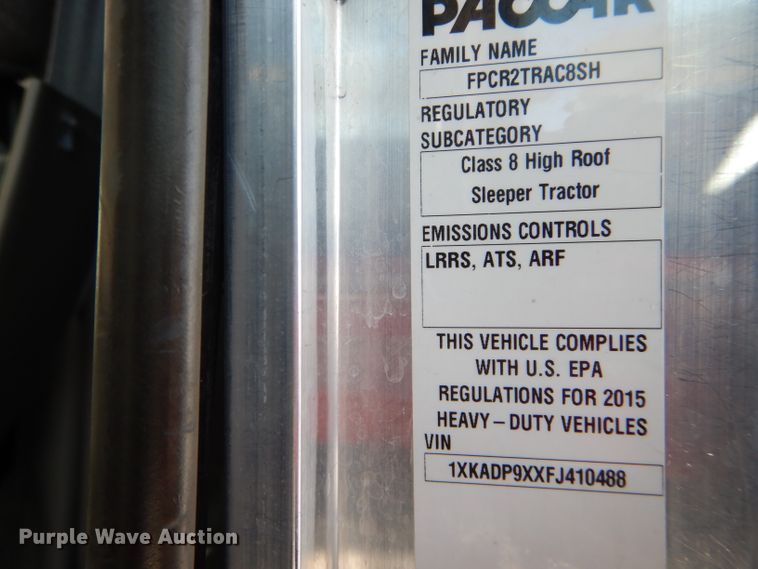 PACCAR
FAMILY NAME
FPCR2TRAC8SH
REGULATORY
SUBCATEGORY
Class 8 High Roof
Sleeper Tractor
EMISSIONS CONTROLS
LRRS, ATS, ARF
THIS VEHICLE COMPLIES
WITH U.S. EPA
REGULATIONS FOR 2015
HEAVY–DUTY VEHICLES
VIN
1XKADP9XXFJ410488
Purple Wave Auction®